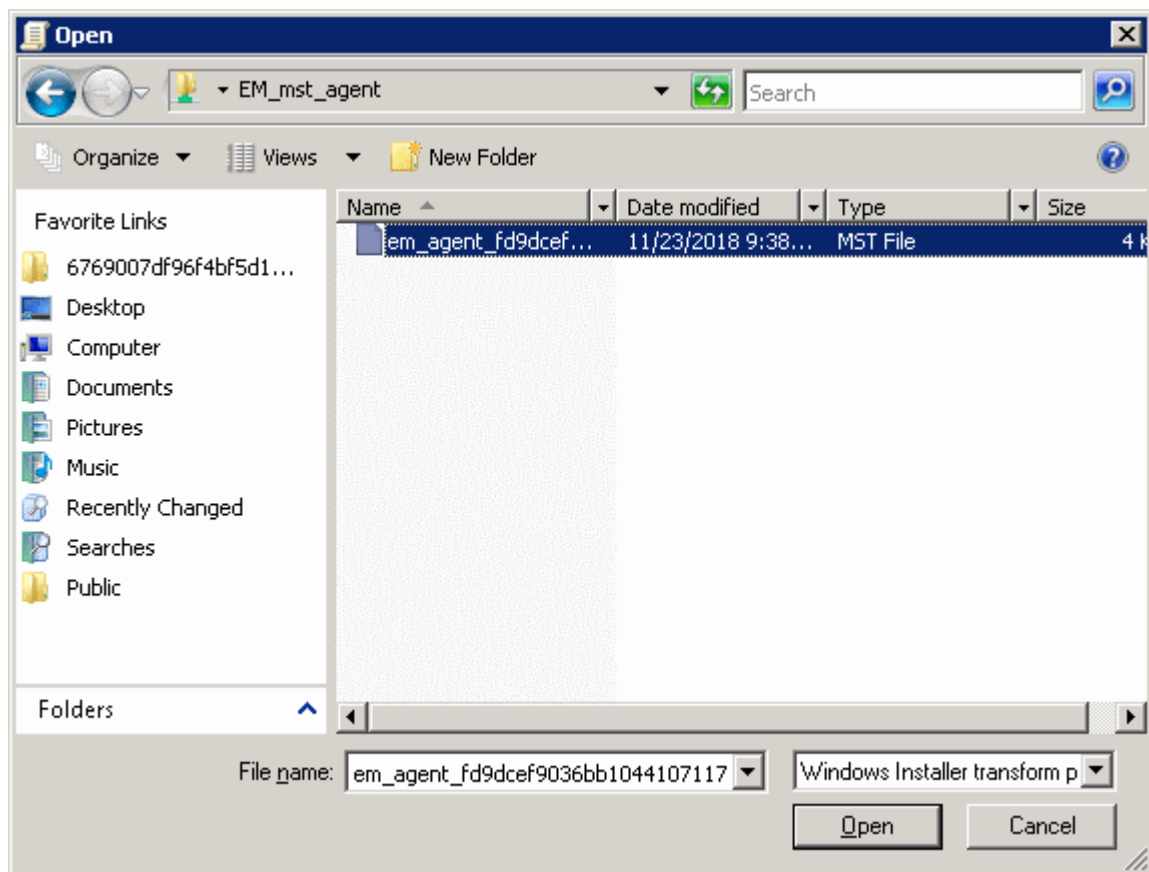 Open
EM_mst_agent
Search
Organize Views New Folder
Favorite Links
6769007df96f4bf5d1...
Desktop
Computer
Documents
Pictures
Music
Recently Changed
Searches
Public
Folders
Name Date modified Type Size
em_agent_fd9dcef... 11/23/2018 9:38... MST File 4 k
File name: em_agent_fd9dcef9036bb1044107117 Windows Installer transform p
Open Cancel